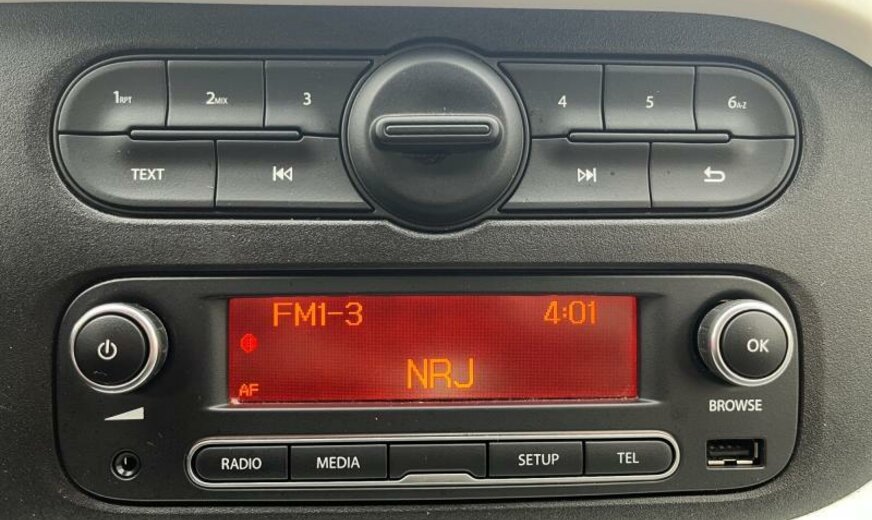 1RPT 2MIX 3 4 5 6A-Z
TEXT
FM1-3 4:01
NRJ
AF
OK
BROWSE
RADIO MEDIA SETUP TEL